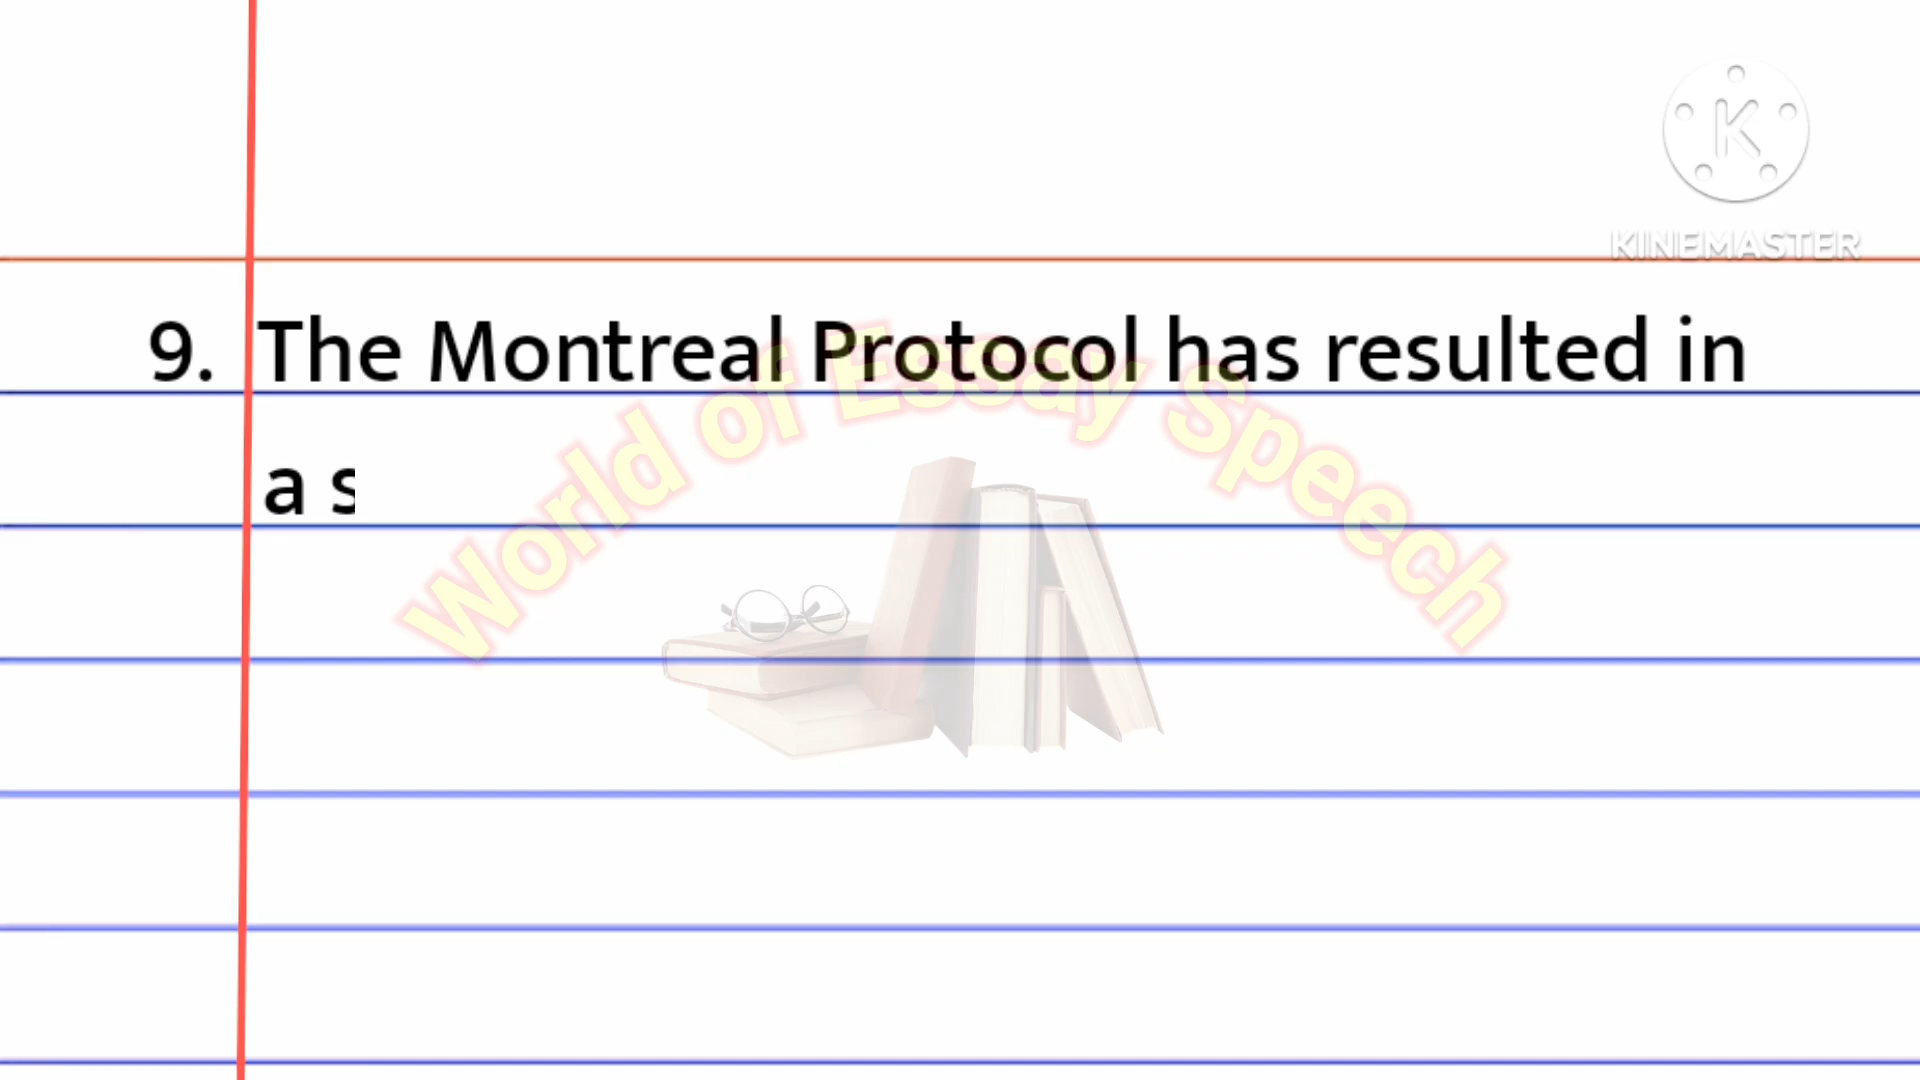 KINEMASTER
9. The Montreal Protocol has resulted in
a s
World of Essay Speech